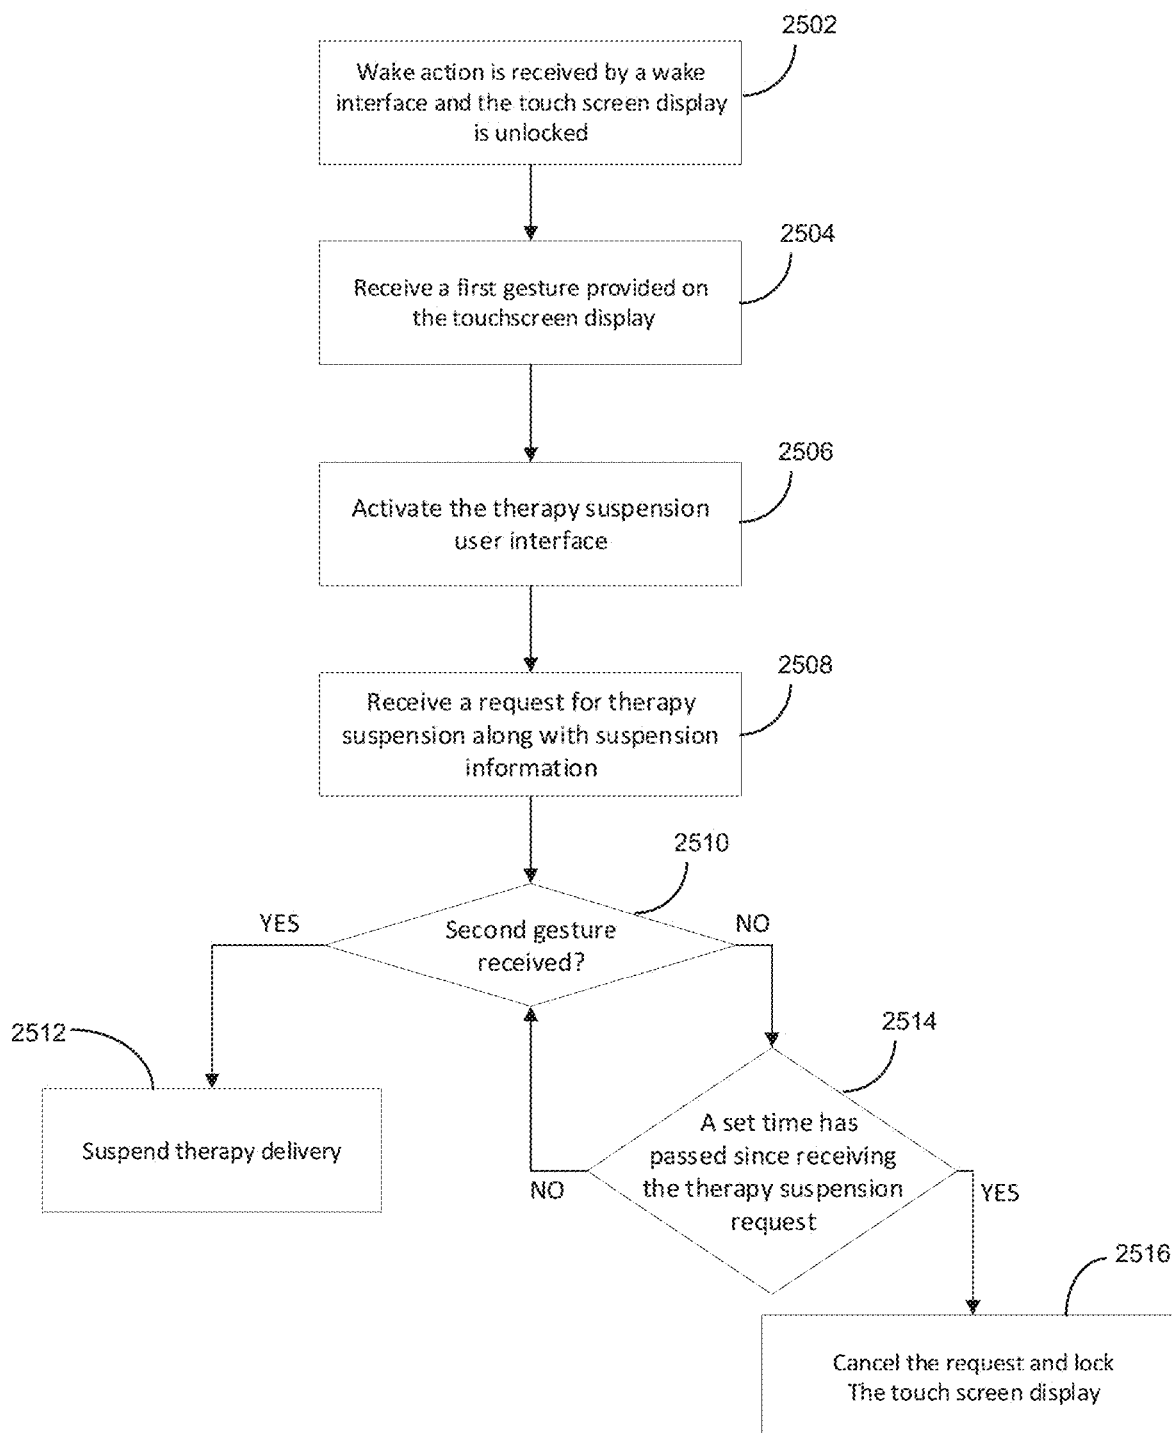 2502
Wake action is received by a wake
interface and the touch screen display
is unlocked
2504
Receive a first gesture provided on
the touchscreen display
2506
Activate the therapy suspension
user interface
2508
Receive a request for therapy
suspension along with suspension
information
2510
YES
NO
Second gesture
received?
2512
2514
Suspend therapy delivery
A set time has
passed since receiving
the therapy suspension
request
NO
YES
2516
Cancel the request and lock
The touch screen display